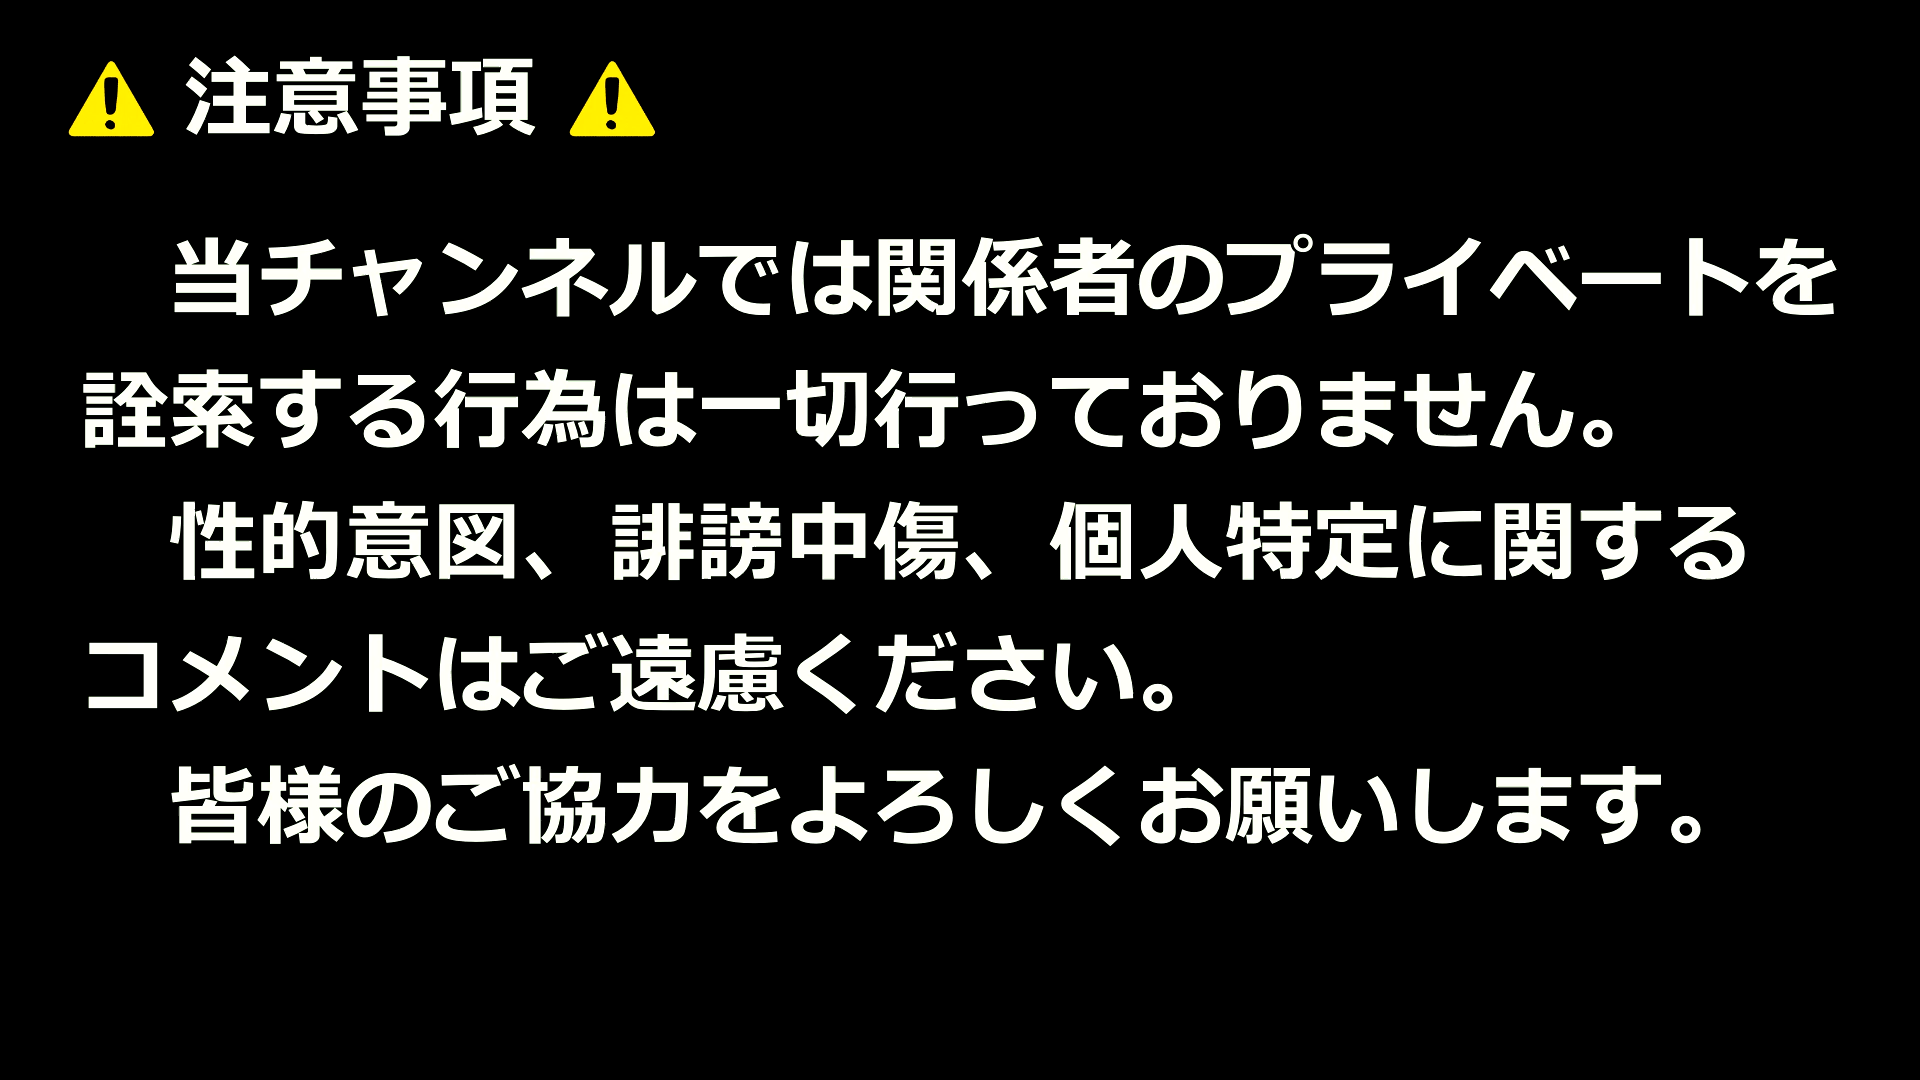 ⚠ 注意事項 ⚠
当チャンネルでは関係者のプライベートを
詮索する行為は一切行っておりません。
性的意図、誹謗中傷、個人特定に関する
コメントはご遠慮ください。
皆様のご協力をよろしくお願いします。